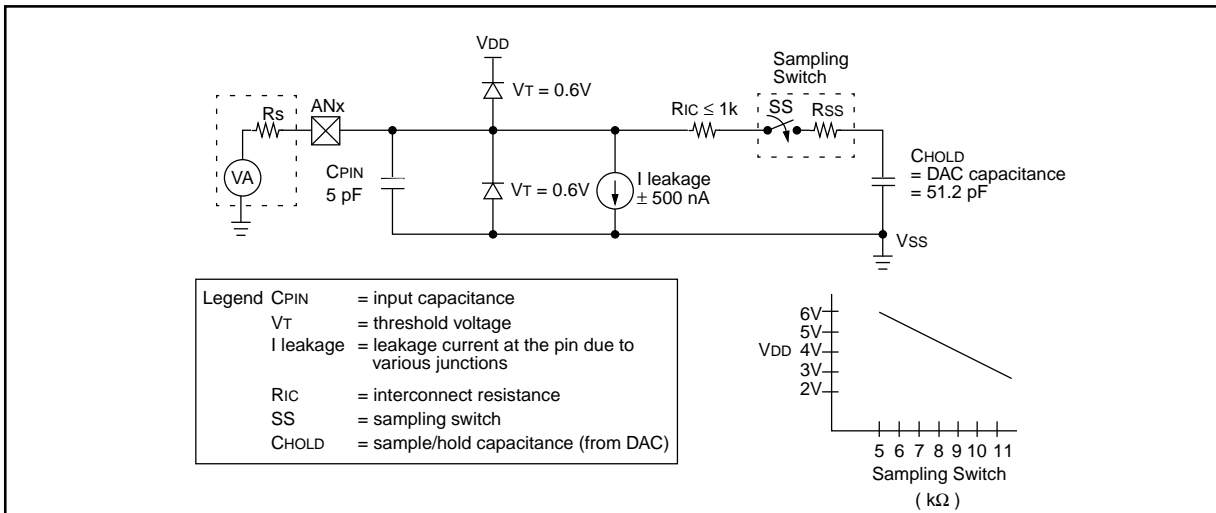 VDD
Sampling
Switch
VT = 0.6V
RIC ≤ 1k
SS
RSS
Rs
ANx
CHOLD
= DAC capacitance
= 51.2 pF
VA
CPIN
5 pF
VT = 0.6V
I leakage
± 500 nA
VSS
Legend CPIN = input capacitance
VT = threshold voltage
I leakage = leakage current at the pin due to
various junctions
RIC = interconnect resistance
SS = sampling switch
CHOLD = sample/hold capacitance (from DAC)
6V
5V
VDD 4V
3V
2V
5 6 7 8 9 10 11
Sampling Switch
( kΩ )